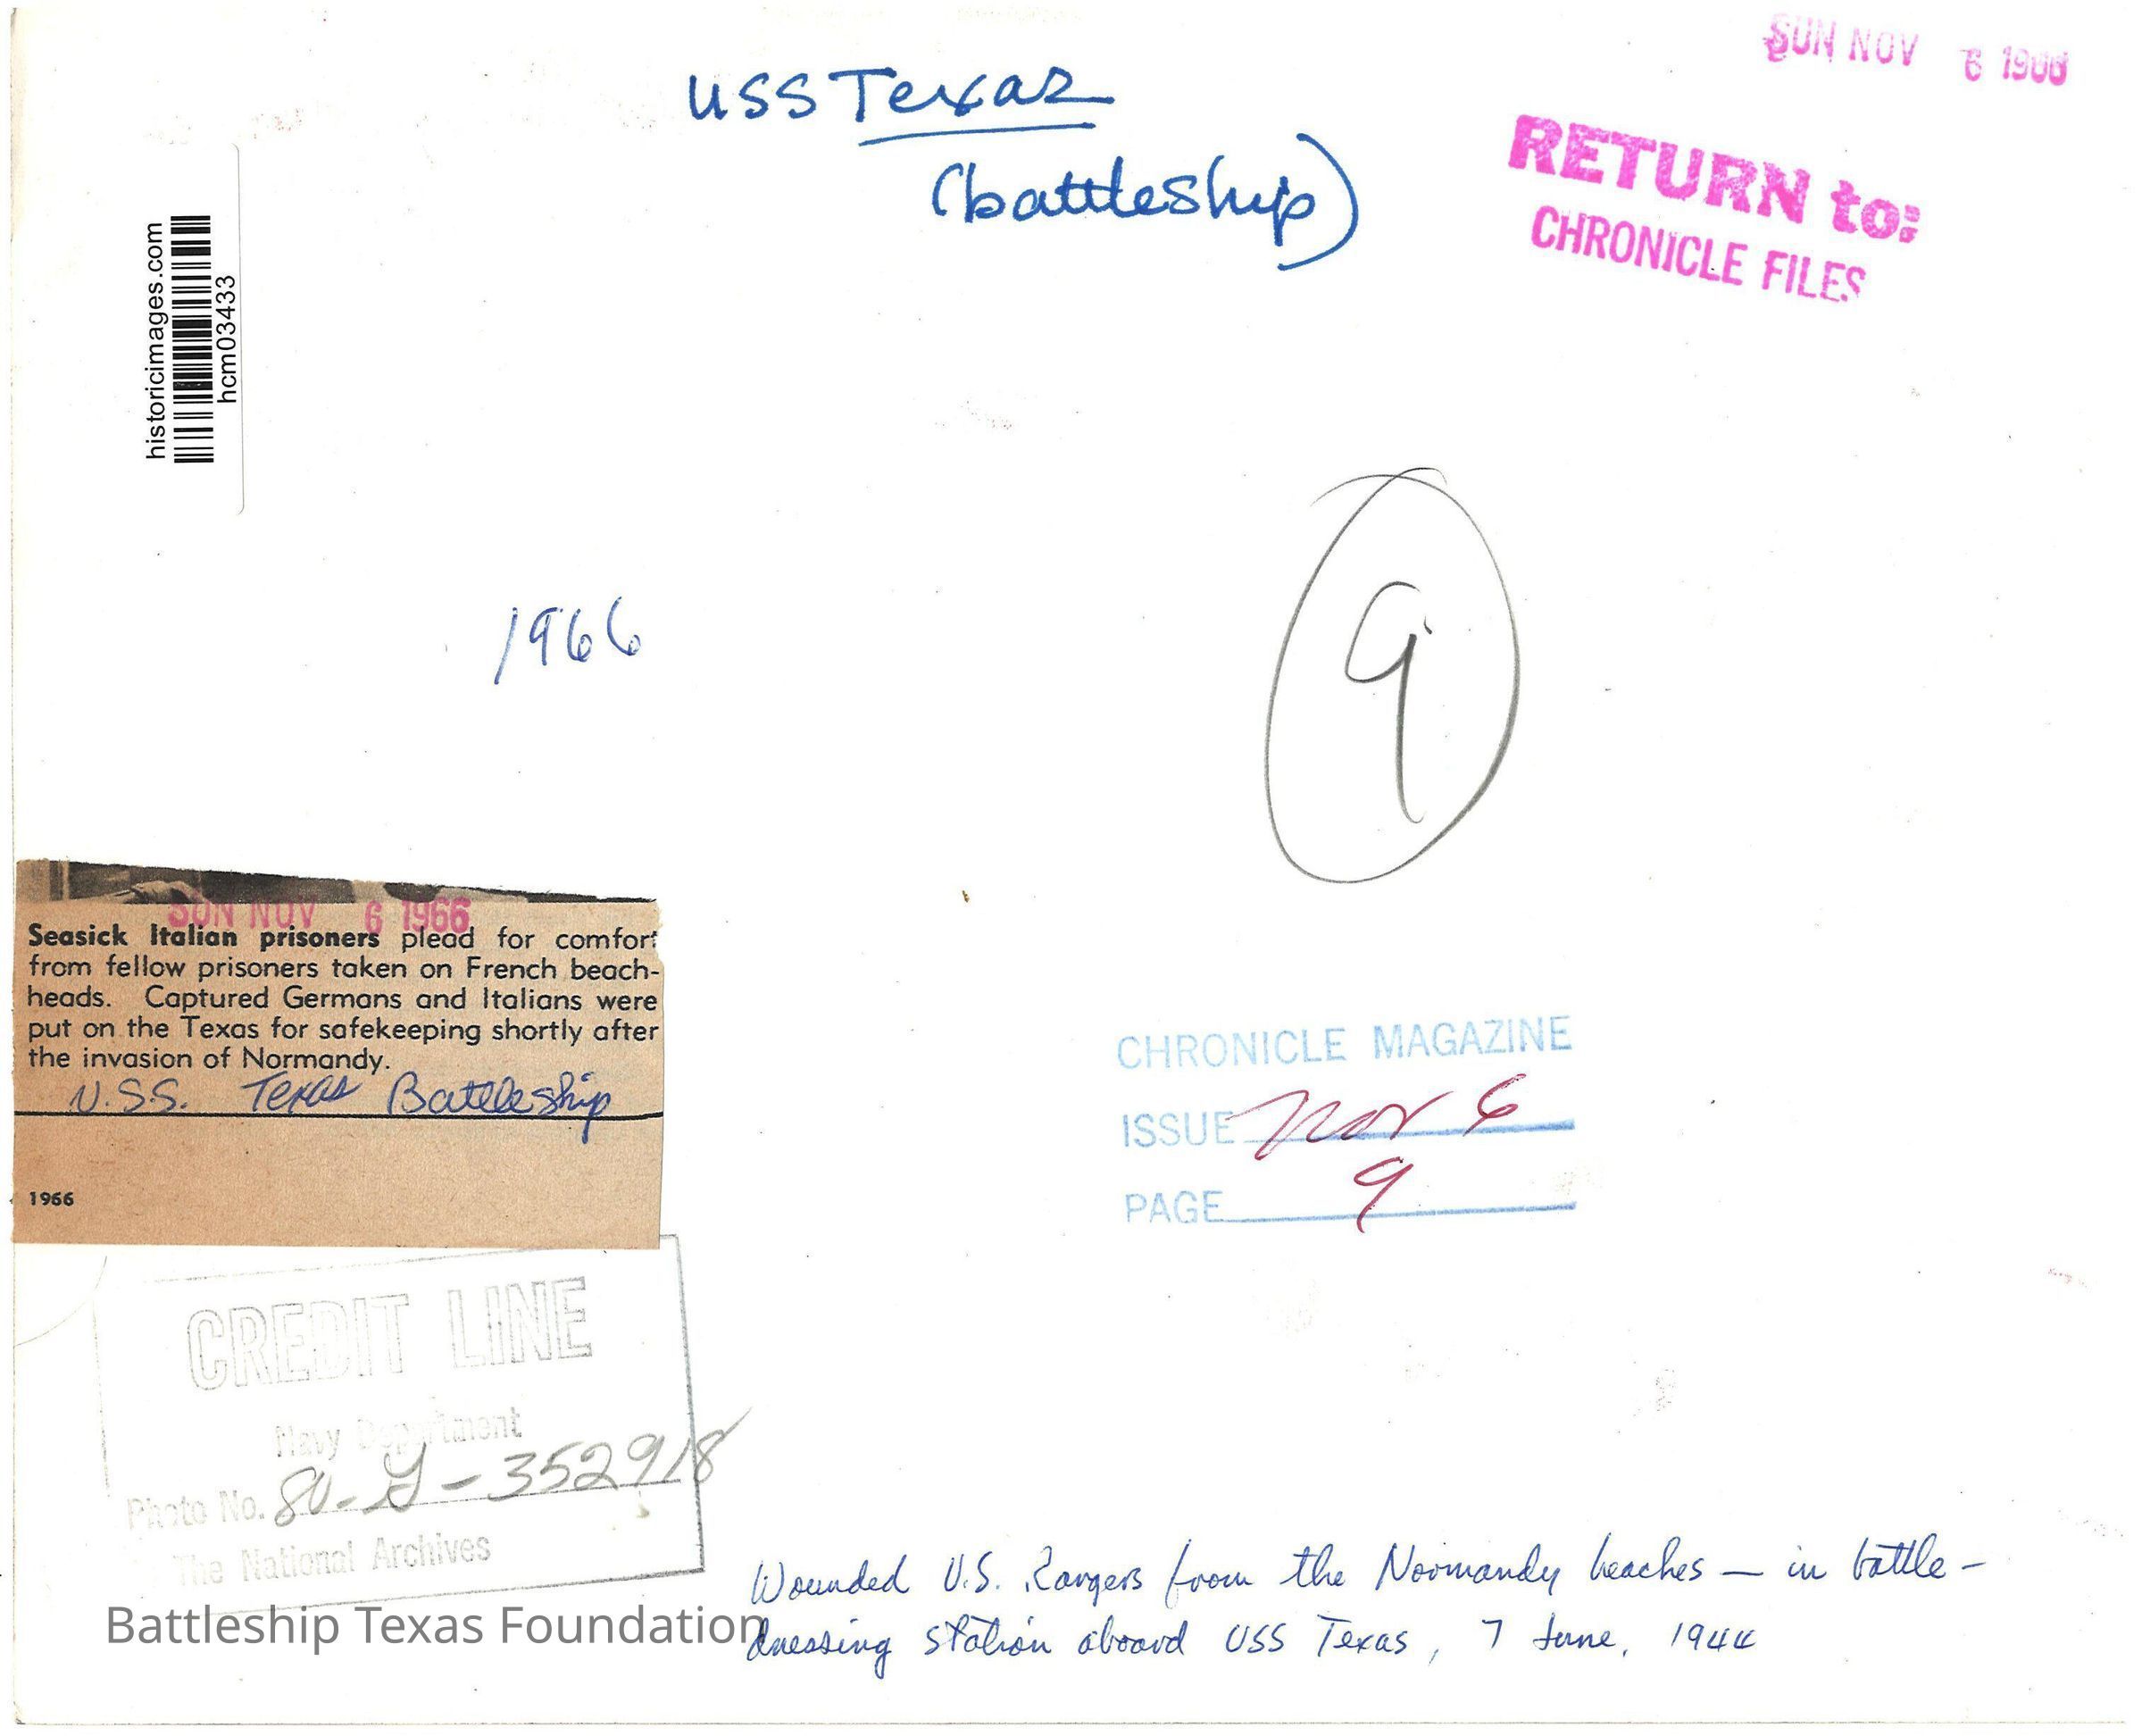 SUN NOV 6 1966
USS Texas
(battleship)
RETURN to:
CHRONICLE FILES
historicimages.com
hcm03433
1966
9
SUN NOV 6 1966
Seasick Italian prisoners plead for comfort
from fellow prisoners taken on French beach-
heads. Captured Germans and Italians were
put on the Texas for safekeeping shortly after
the invasion of Normandy.
U.S.S. Texas Battleship
1966
CHRONICLE MAGAZINE
ISSUE Nov 6
PAGE 9
CREDIT LINE
Navy Department
Photo No. 80-G-352918
The National Archives
Wounded U.S. Rangers from the Normandy beaches — in battle-
dressing station aboard USS Texas, 7 June, 1944
Battleship Texas Foundation